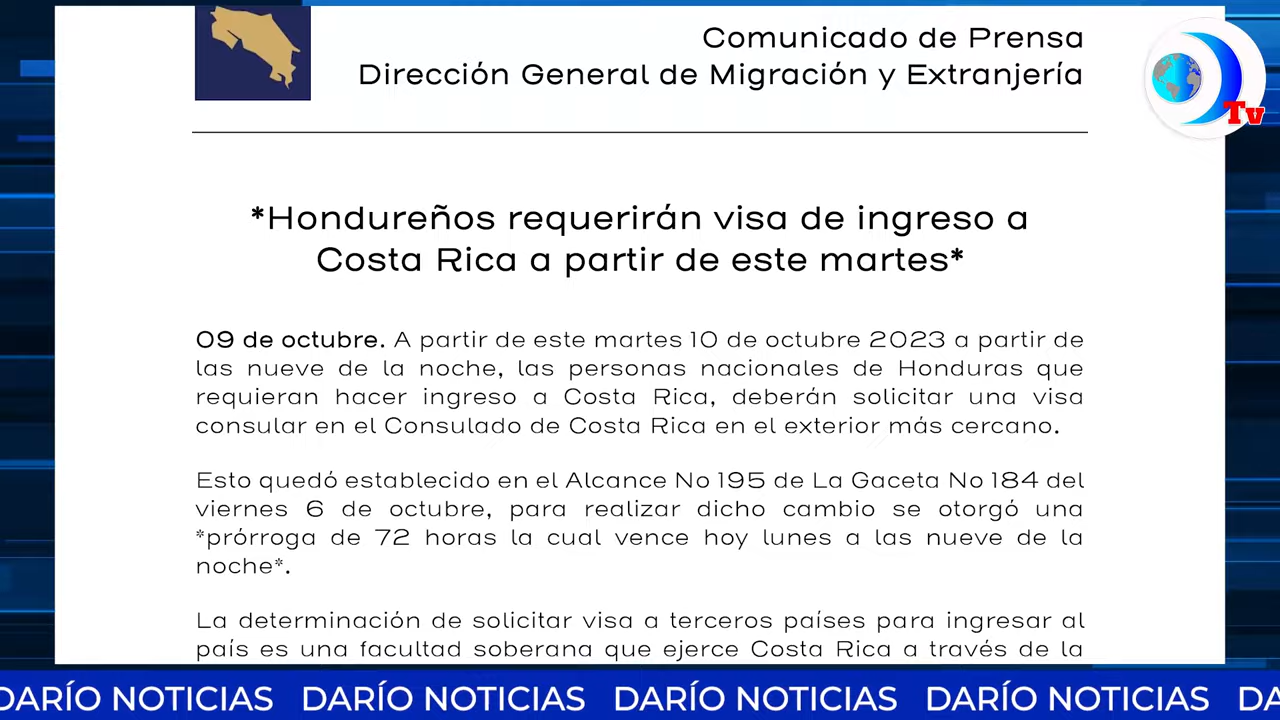 Comunicado de Prensa
Dirección General de Migración y Extranjería
Tv
*Hondureños requerirán visa de ingreso a
Costa Rica a partir de este martes*
09 de octubre. A partir de este martes 10 de octubre 2023 a partir de
las nueve de la noche, las personas nacionales de Honduras que
requieran hacer ingreso a Costa Rica, deberán solicitar una visa
consular en el Consulado de Costa Rica en el exterior más cercano.
Esto quedó establecido en el Alcance No 195 de La Gaceta No 184 del
viernes 6 de octubre, para realizar dicho cambio se otorgó una
*prórroga de 72 horas la cual vence hoy lunes a las nueve de la
noche*.
La determinación de solicitar visa a terceros países para ingresar al
país es una facultad soberana que ejerce Costa Rica a través de la
DARÍO NOTICIAS DARÍO NOTICIAS DARÍO NOTICIAS DARÍO NOTICIAS DA